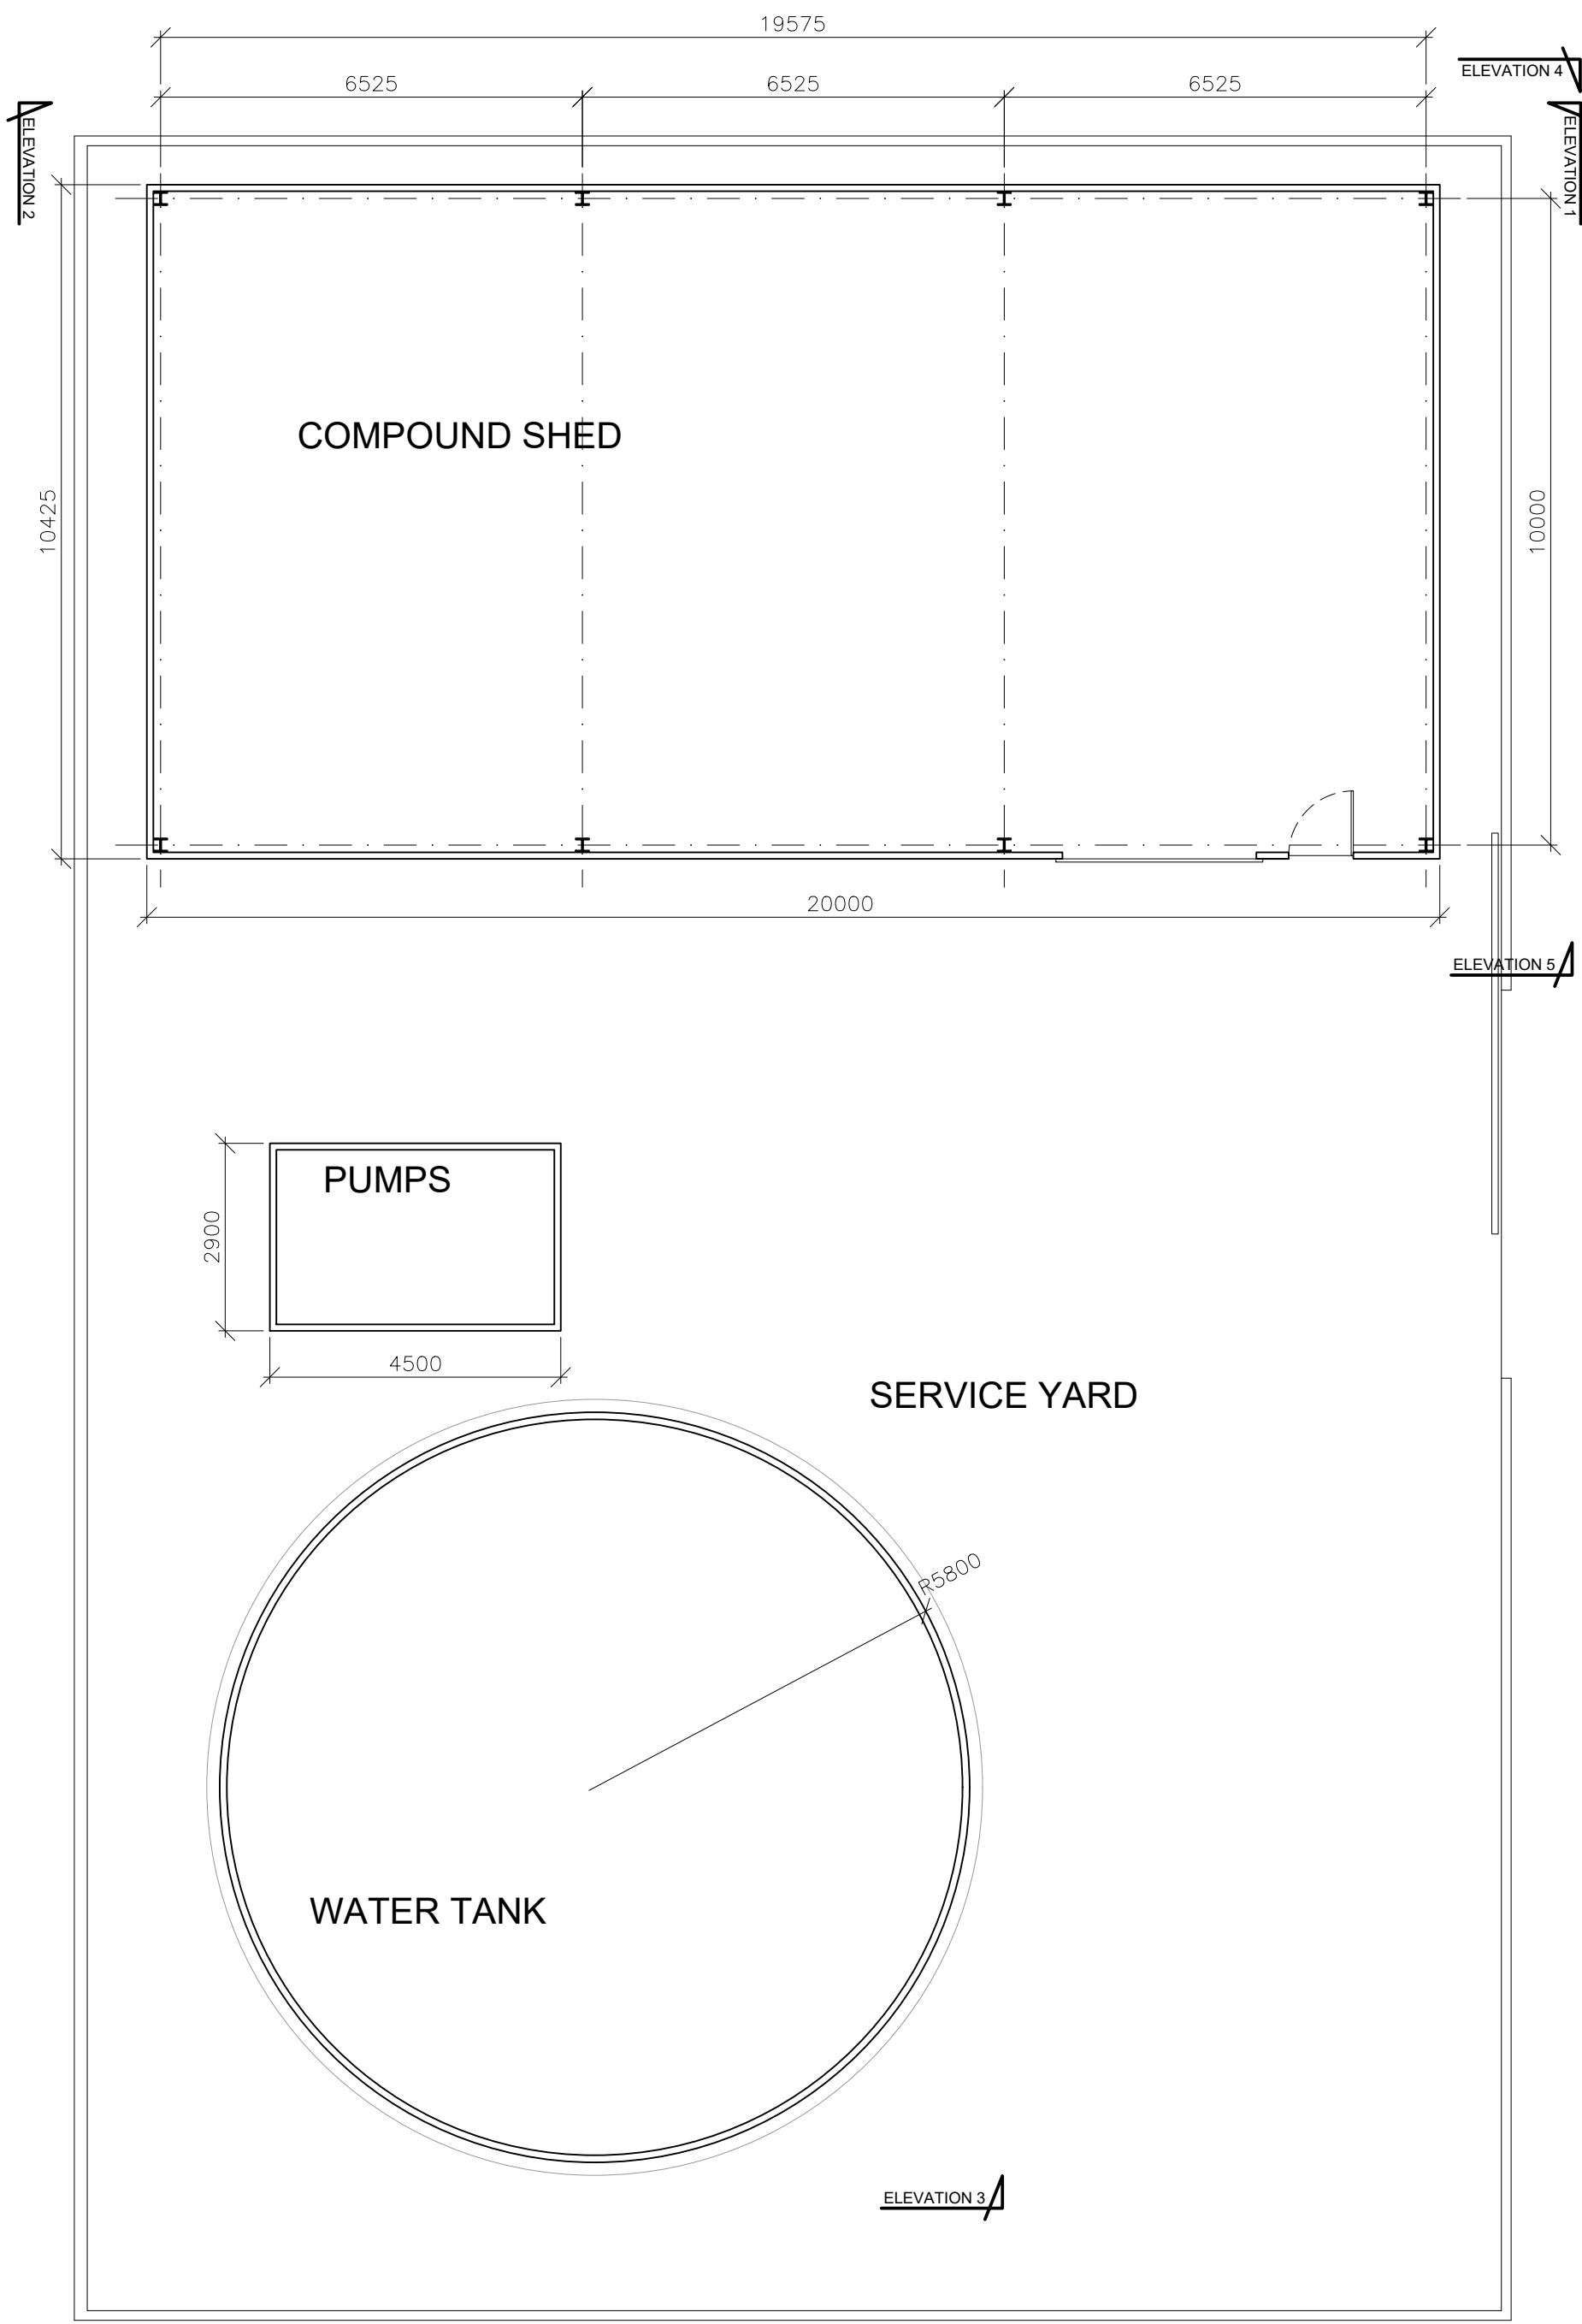 19575
ELEVATION 4
6525
6525
6525
ELEVATION 2
ELEVATION 1
COMPOUND SHED
10425
10000
20000
ELEVATION 5
PUMPS
2900
4500
SERVICE YARD
R5800
WATER TANK
ELEVATION 3